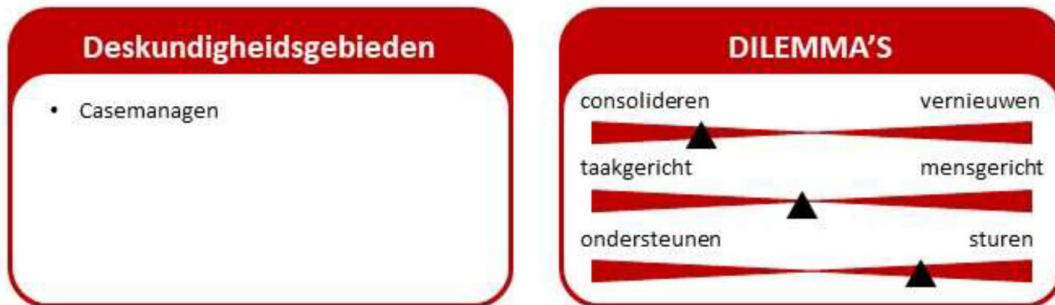 Deskundigheidsgebieden
• Casemanagen
DILEMMA'S
consolideren vernieuwen
taakgericht mensgericht
ondersteunen sturen